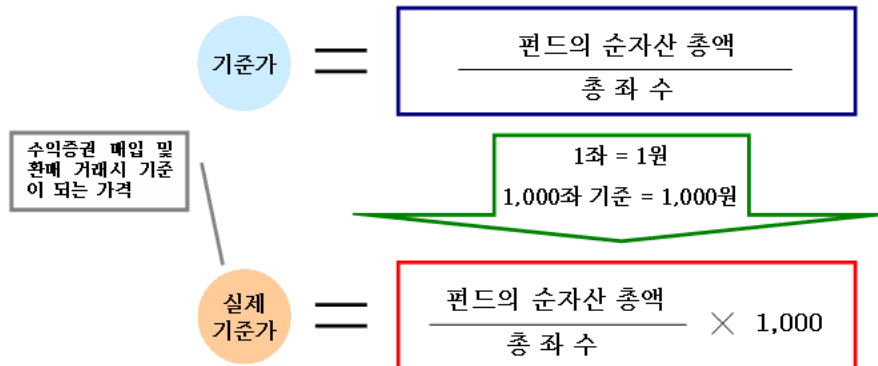 기준가
펀드의 순자산 총액
총 좌 수
수익증권 매입 및
환매 거래시 기준
이 되는 가격
1좌 = 1원
1,000좌 기준 = 1,000원
실제
기준가
펀드의 순자산 총액
총 좌 수
× 1,000